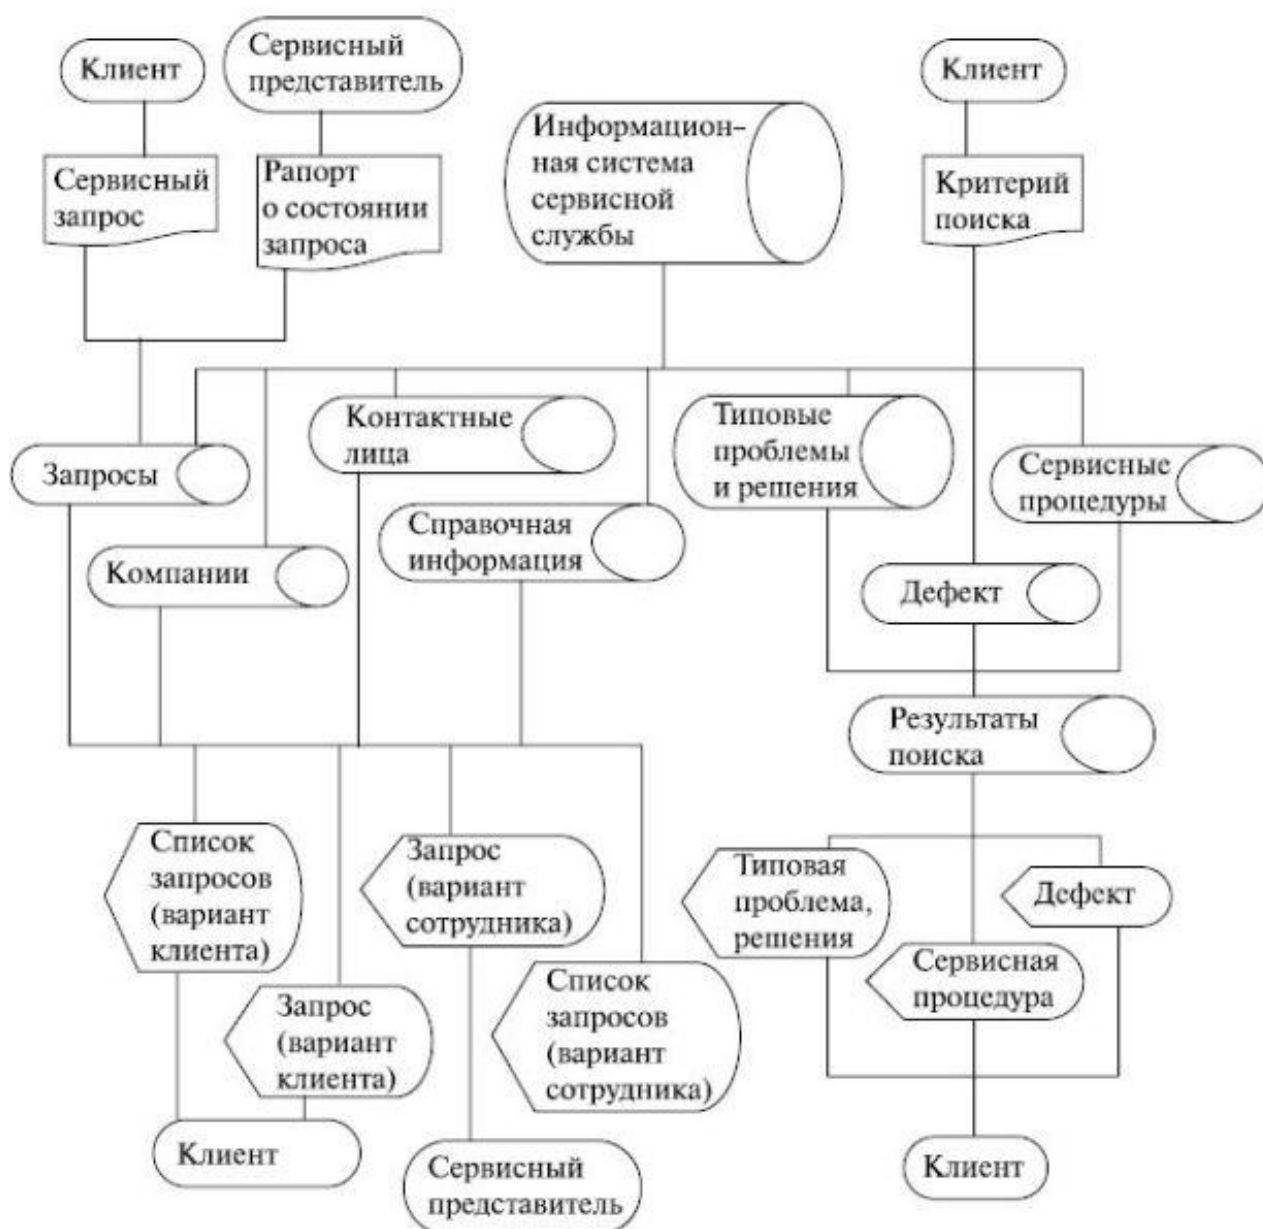 Клиент
Сервисный
представитель
Клиент
Информацион-
ная система
сервисной
службы
Сервисный
запрос
Рапорт
о состоянии
запроса
Критерий
поиска
Контактные
лица
Типовые
проблемы
и решения
Запросы
Сервисные
процедуры
Справочная
информация
Компании
Дефект
Результаты
поиска
Список
запросов
(вариант
клиента)
Запрос
(вариант
сотрудника)
Типовая
проблема,
решения
Дефект
Сервисная
процедура
Запрос
(вариант
клиента)
Список
запросов
(вариант
сотрудника)
Клиент
Сервисный
представитель
Клиент